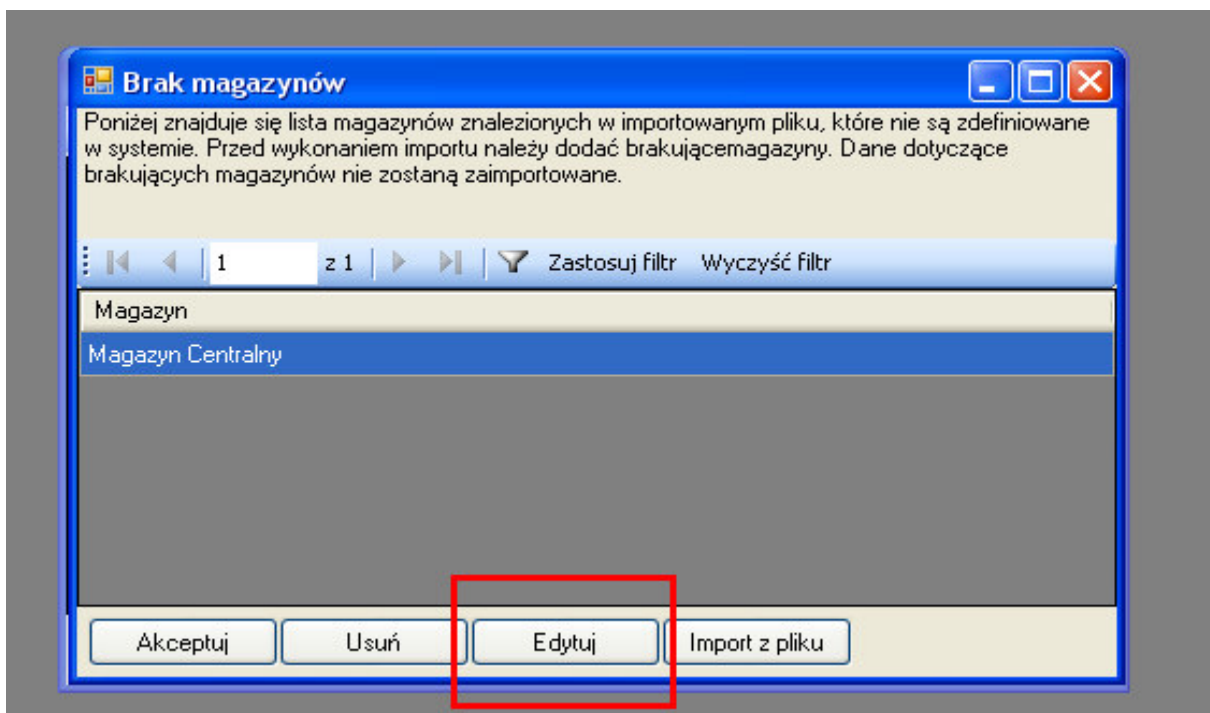 Brak magazynów
Poniżej znajduje się lista magazynów znalezionych w importowanym pliku, które nie są zdefiniowane
w systemie. Przed wykonaniem importu należy dodać brakującemagazyny. Dane dotyczące
brakujących magazynów nie zostaną zaimportowane.
1 z 1 Zastosuj filtr Wyczyść filtr
Magazyn
Magazyn Centralny
Akceptuj Usuń Edytuj Import z pliku